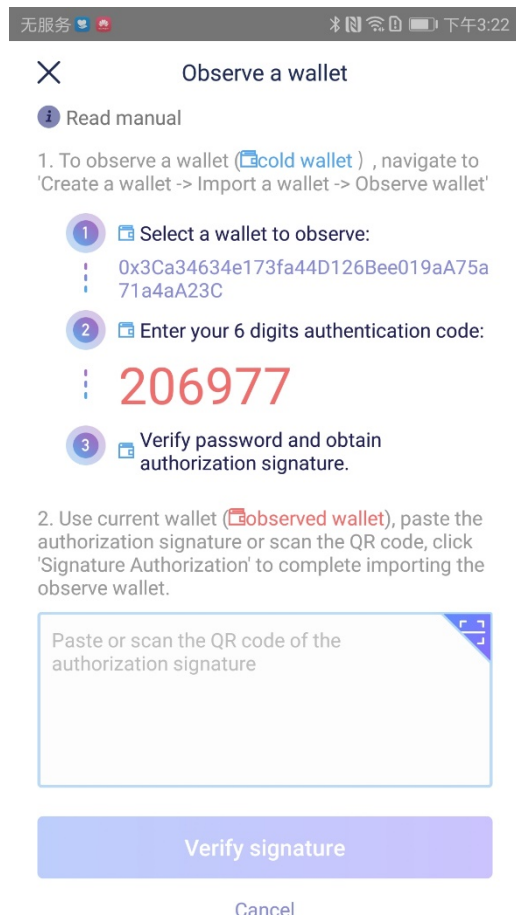 无服务 下午3:22
Observe a wallet
Read manual
1. To observe a wallet (cold wallet ) , navigate to
'Create a wallet -> Import a wallet -> Observe wallet'
1 Select a wallet to observe:
0x3Ca34634e173fa44D126Bee019aA75a
71a4aA23C
2 Enter your 6 digits authentication code:
206977
3 Verify password and obtain
authorization signature.
2. Use current wallet (observed wallet), paste the
authorization signature or scan the QR code, click
'Signature Authorization' to complete importing the
observe wallet.
Paste or scan the QR code of the
authorization signature
Verify signature
Cancel